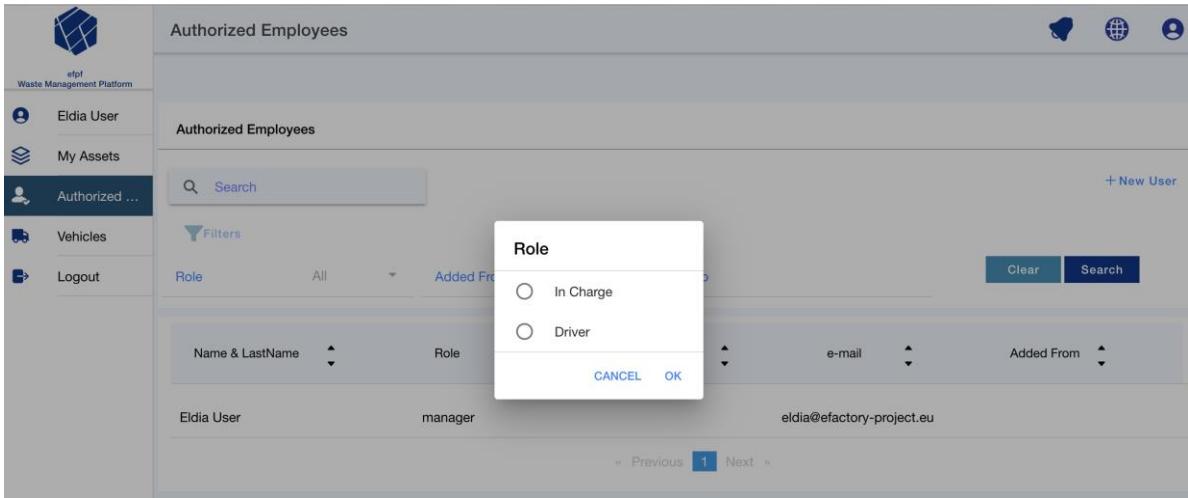 efpf
Waste Management Platform
Eldia User
My Assets
Authorized ...
Vehicles
Logout
Authorized Employees
Authorized Employees
Search
+ New User
Filters
Role All
Added Fro
Clear Search
Role
In Charge
Driver
CANCEL OK
Name & LastName Role e-mail Added From
Eldia User manager eldia@efactory-project.eu
« Previous 1 Next »